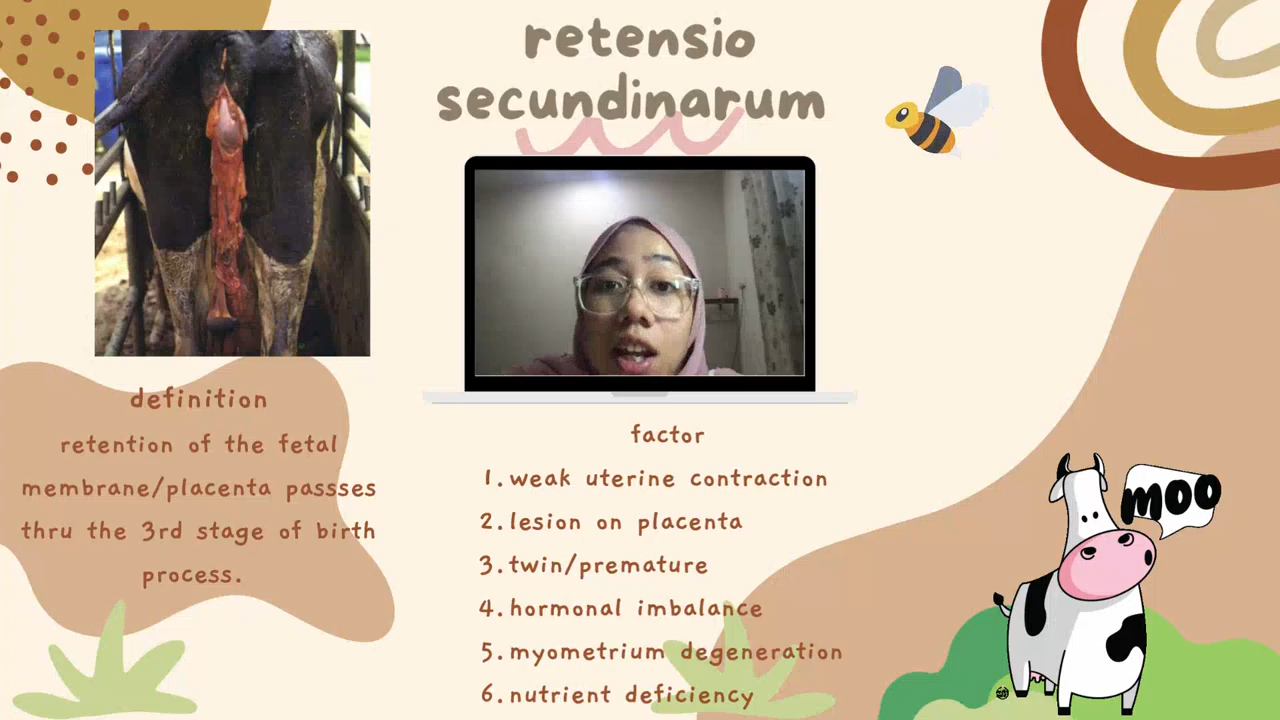 retensio
secundinarum
definition
retention of the fetal
membrane/placenta passses
thru the 3rd stage of birth
process.
factor
1. weak uterine contraction
2. lesion on placenta
3. twin/premature
4. hormonal imbalance
5. myometrium degeneration
6. nutrient deficiency
moo